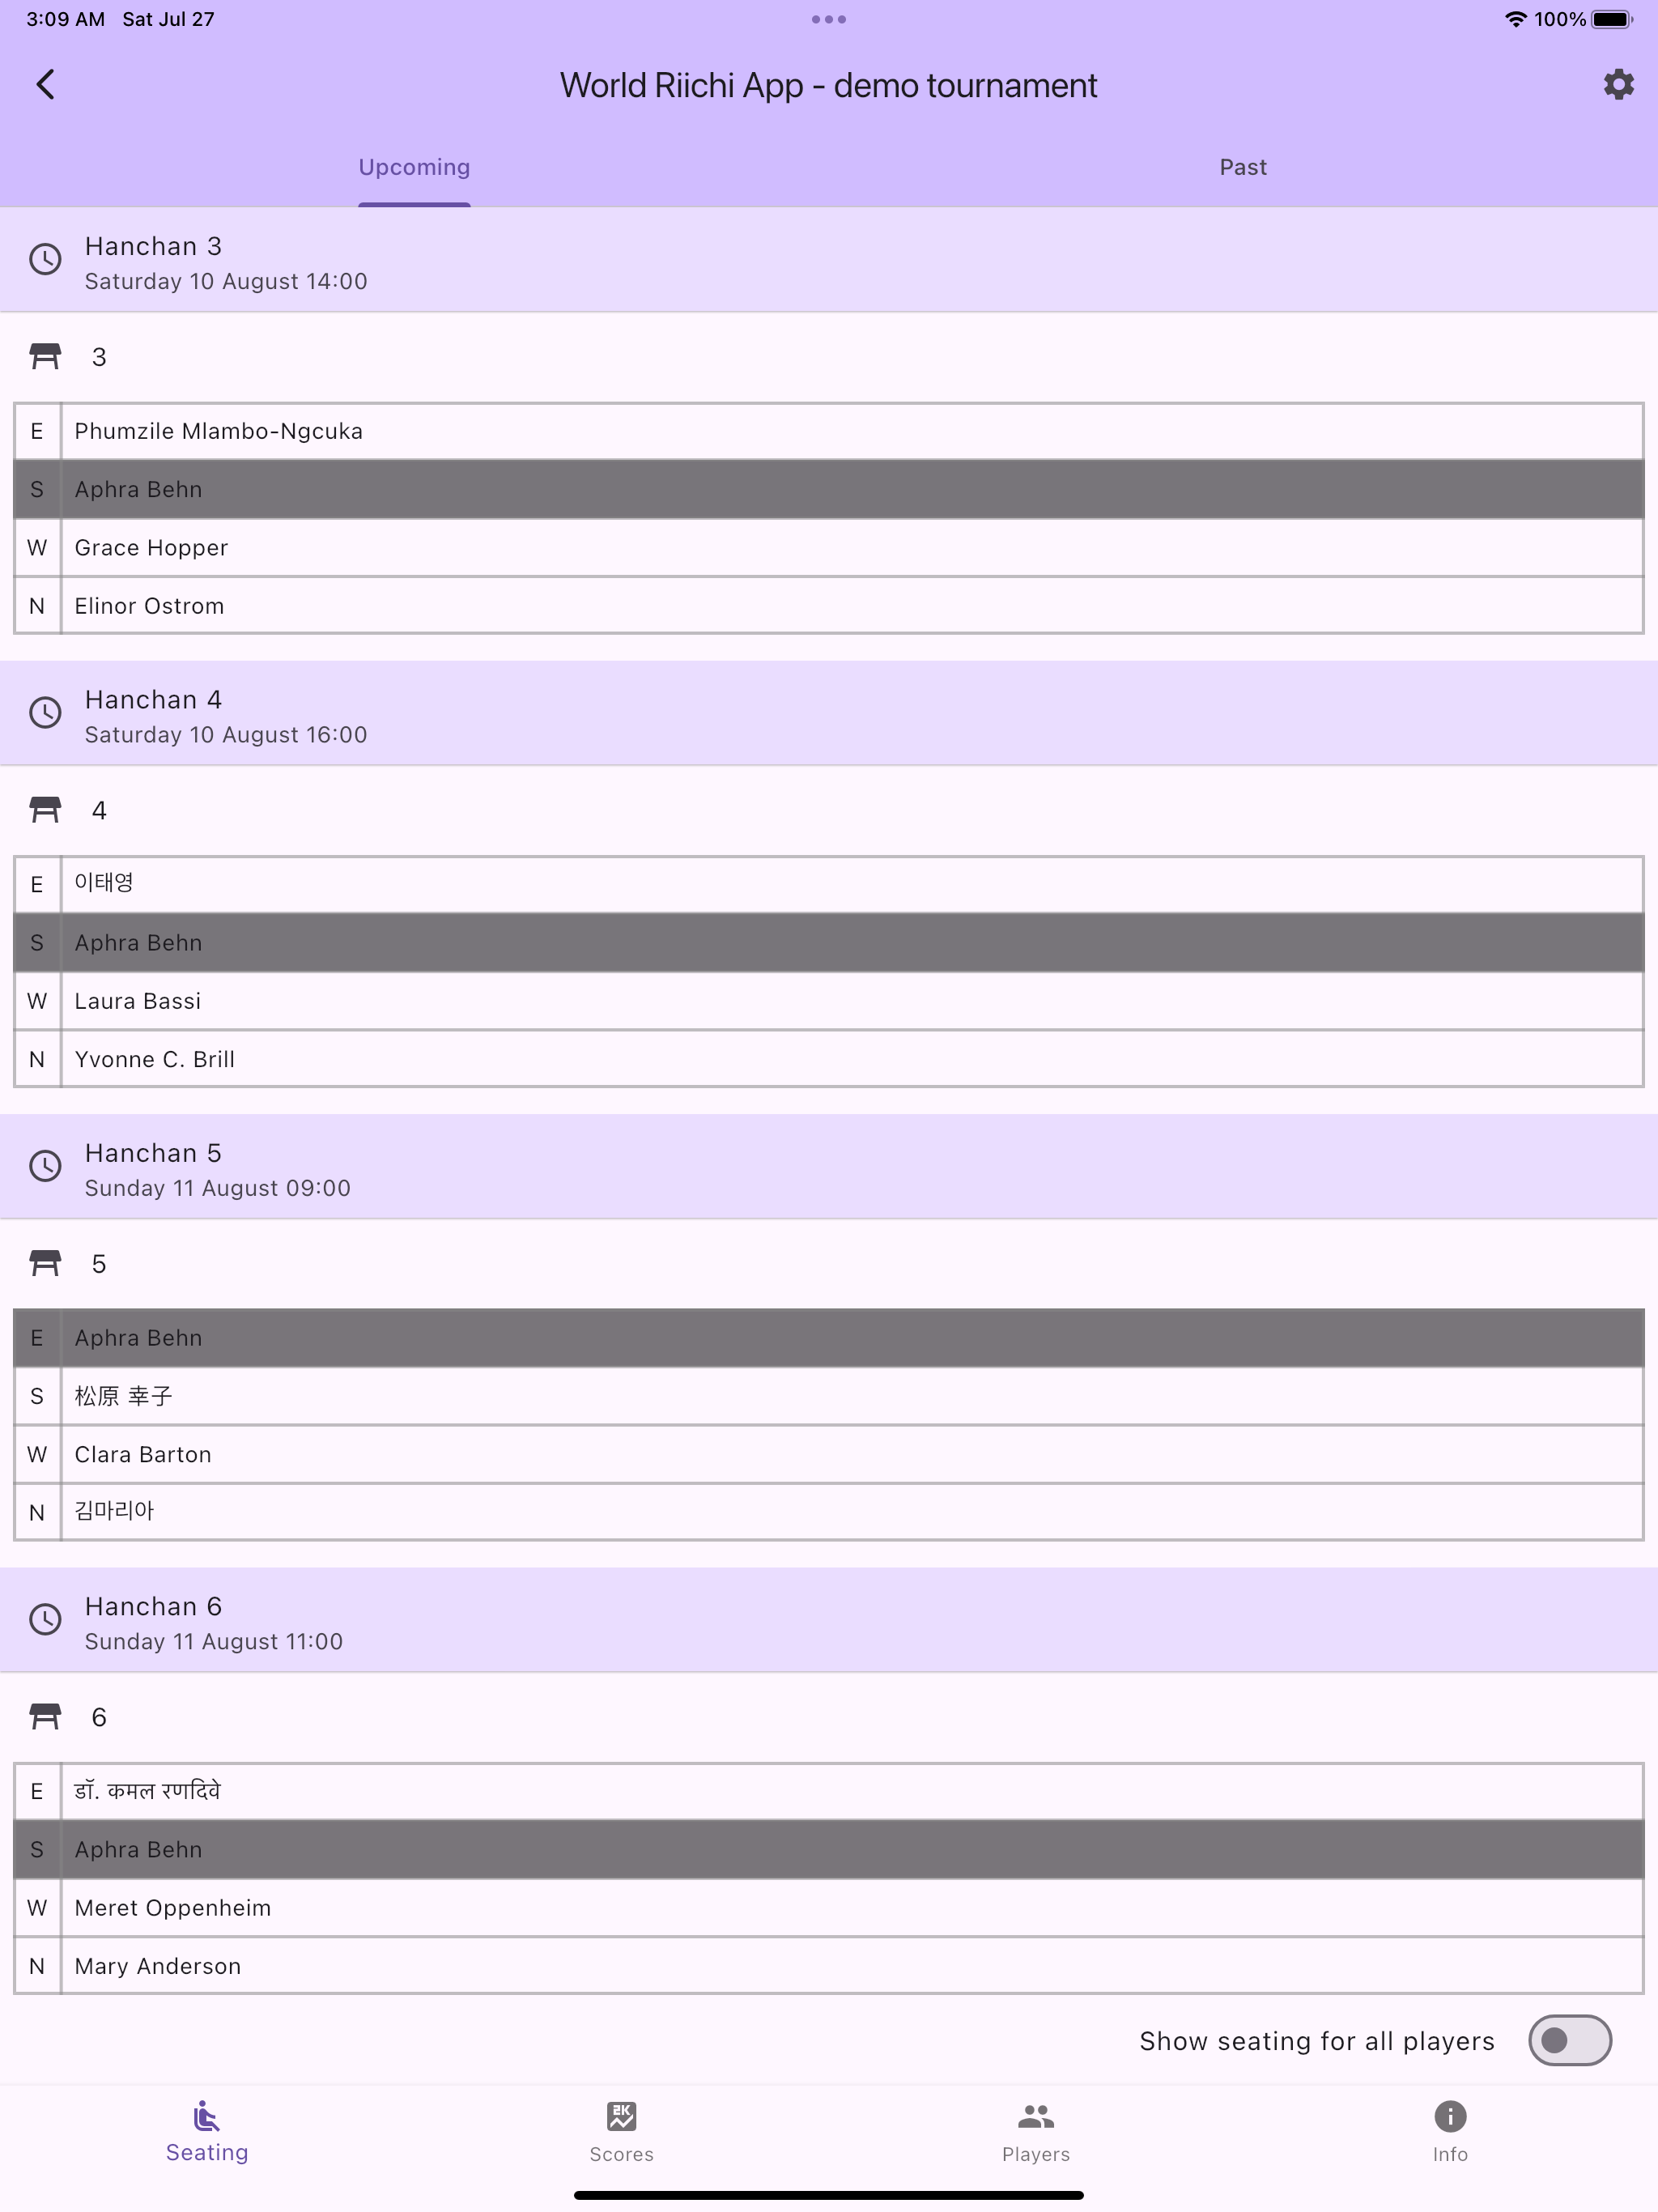 3:09 AM Sat Jul 27 100%
World Riichi App - demo tournament
Upcoming Past
Hanchan 3
Saturday 10 August 14:00
3
E Phumzile Mlambo-Ngcuka
S Aphra Behn
W Grace Hopper
N Elinor Ostrom
Hanchan 4
Saturday 10 August 16:00
4
E 이태영
S Aphra Behn
W Laura Bassi
N Yvonne C. Brill
Hanchan 5
Sunday 11 August 09:00
5
E Aphra Behn
S 松原 幸子
W Clara Barton
N 김마리아
Hanchan 6
Sunday 11 August 11:00
6
E डॉ. कमल रणदिवे
S Aphra Behn
W Meret Oppenheim
N Mary Anderson
Show seating for all players
2K
Seating Scores Players Info